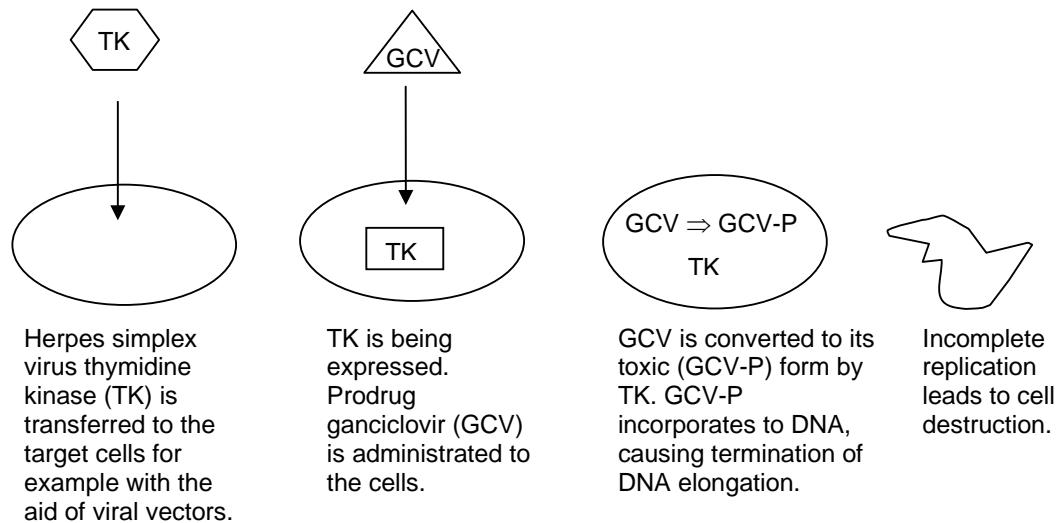 TK
GCV
TK
GCV ⇒ GCV-P
TK
Herpes simplex
virus thymidine
kinase (TK) is
transferred to the
target cells for
example with the
aid of viral vectors.
TK is being
expressed.
Prodrug
ganciclovir (GCV)
is administrated to
the cells.
GCV is converted to its
toxic (GCV-P) form by
TK. GCV-P
incorporates to DNA,
causing termination of
DNA elongation.
Incomplete
replication
leads to cell
destruction.